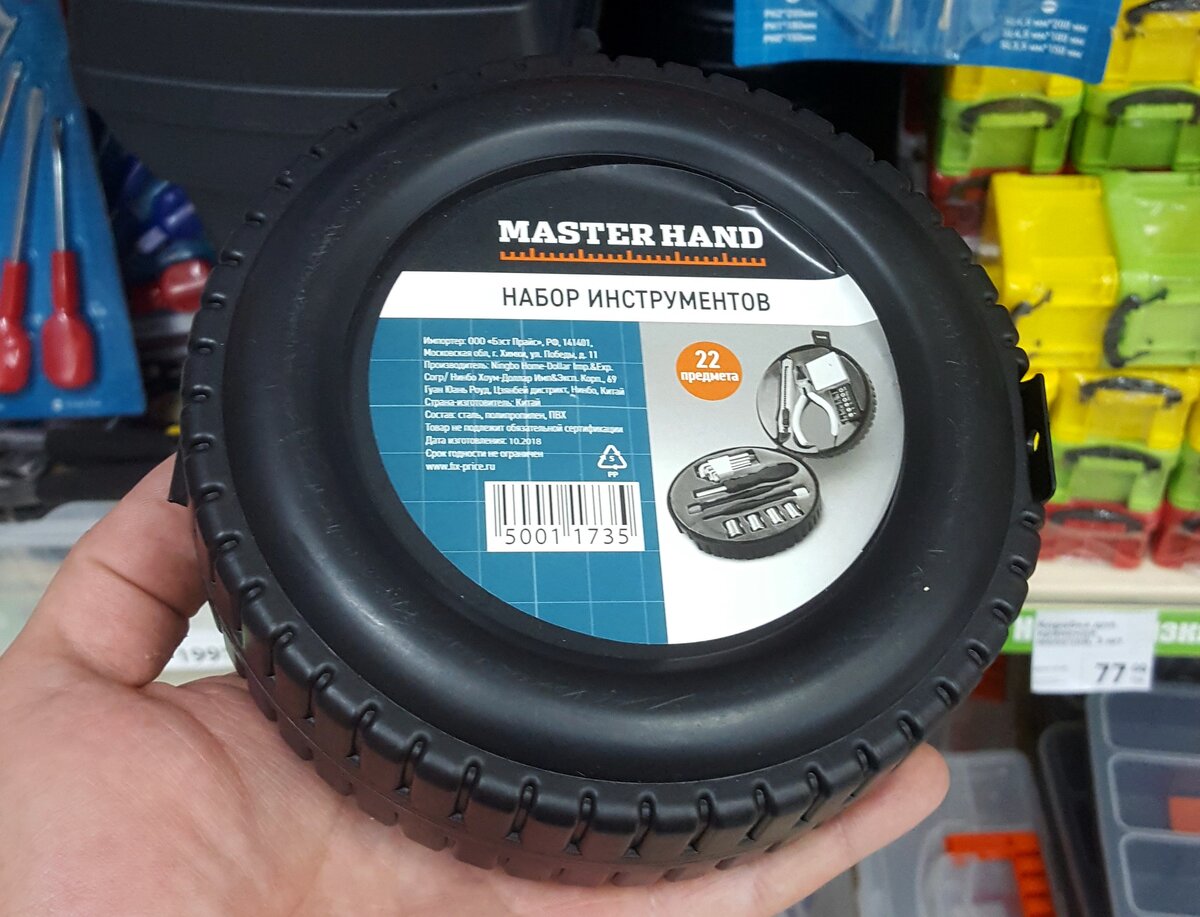 MASTER HAND
НАБОР ИНСТРУМЕНТОВ
Импортер: ООО «Бэст Прайс», РФ, 141401,
Московская обл., г. Химки, ул. Победы, д. 11
Производитель: Ningbo Home-Dollar Imp.&Exp.
Corp/ Нинбо Хоум-Доллар Имп&Эксп. Корп., 69
Гуан Юань Роуд, Цзянбей дистрикт, Нинбо, Китай
Страна-изготовитель: Китай
Состав: сталь, полипропилен, ПВХ
Товар не подлежит обязательной сертификации
Дата изготовления: 10.2018
Срок годности не ограничен
www.fix-price.ru
5
PP
5001 1735
22
предмета
199
77